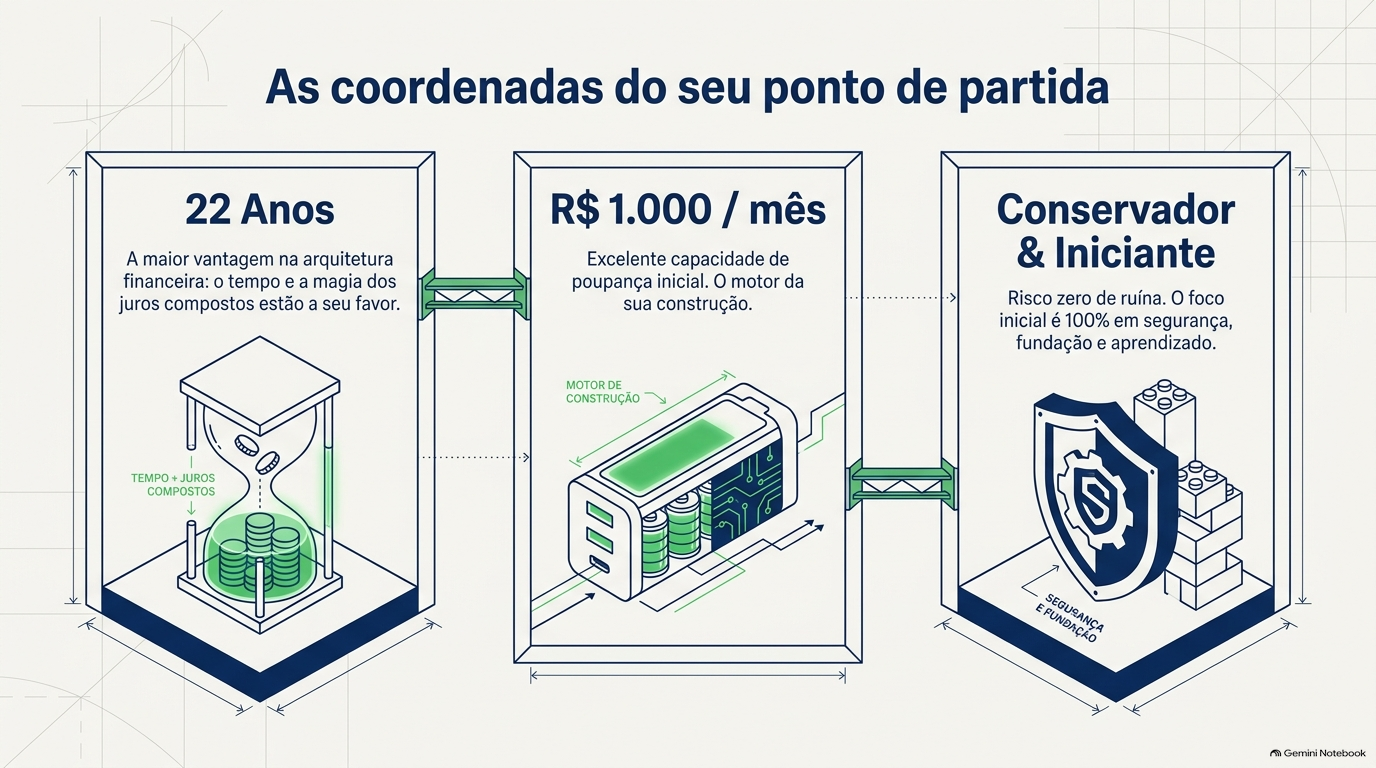 As coordenadas do seu ponto de partida
22 Anos
A maior vantagem na arquitetura
financeira: o tempo e a magia dos
juros compostos estão a seu favor.
TEMPO + JUROS
COMPOSTOS
R$ 1.000 / mês
Excelente capacidade de
poupança inicial. O motor da
sua construção.
MOTOR DE
CONSTRUÇÃO
Conservador
& Iniciante
Risco zero de ruína. O foco
inicial é 100% em segurança,
fundação e aprendizado.
S
SEGURANÇA
E FUNDAÇÃO
Gemini Notebook